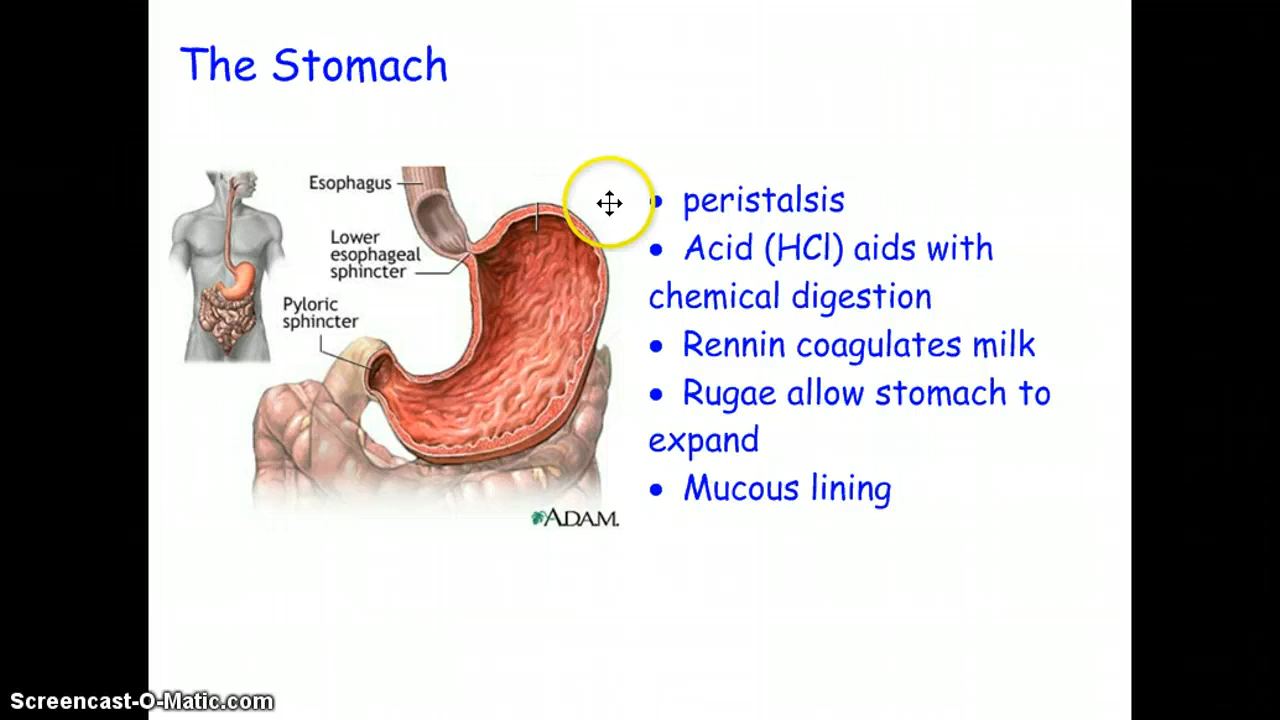 The Stomach
Esophagus
Lower
esophageal
sphincter
Pyloric
sphincter
• peristalsis
• Acid (HCl) aids with
chemical digestion
• Rennin coagulates milk
• Rugae allow stomach to
expand
• Mucous lining
ADAM.
Screencast-O-Matic.com